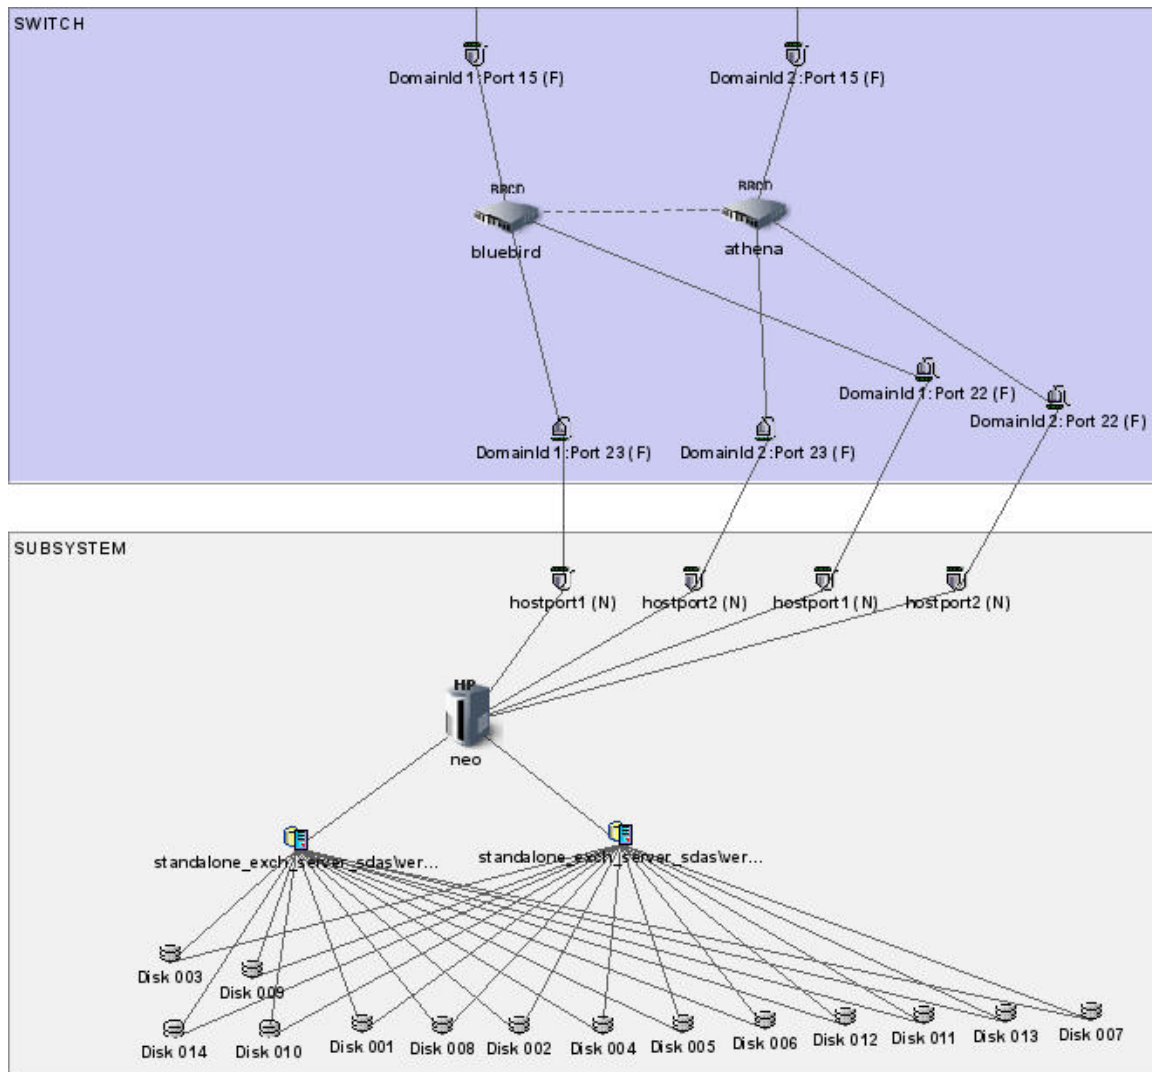 SWITCH
DomainId 1:Port 15 (F)
DomainId 2:Port 15 (F)
BRCD
BRCD
bluebird
athena
DomainId 1:Port 22 (F)
DomainId 2:Port 22 (F)
DomainId 1:Port 23 (F)
DomainId 2:Port 23 (F)
SUBSYSTEM
hostport1 (N)
hostport2 (N)
hostport1 (N)
hostport2 (N)
HP
neo
standalone_exch_server_sdas\ver...
standalone_exch_server_sdas\ver...
Disk 003
Disk 009
Disk 014
Disk 010
Disk 001
Disk 008
Disk 002
Disk 004
Disk 005
Disk 006
Disk 012
Disk 011
Disk 013
Disk 007